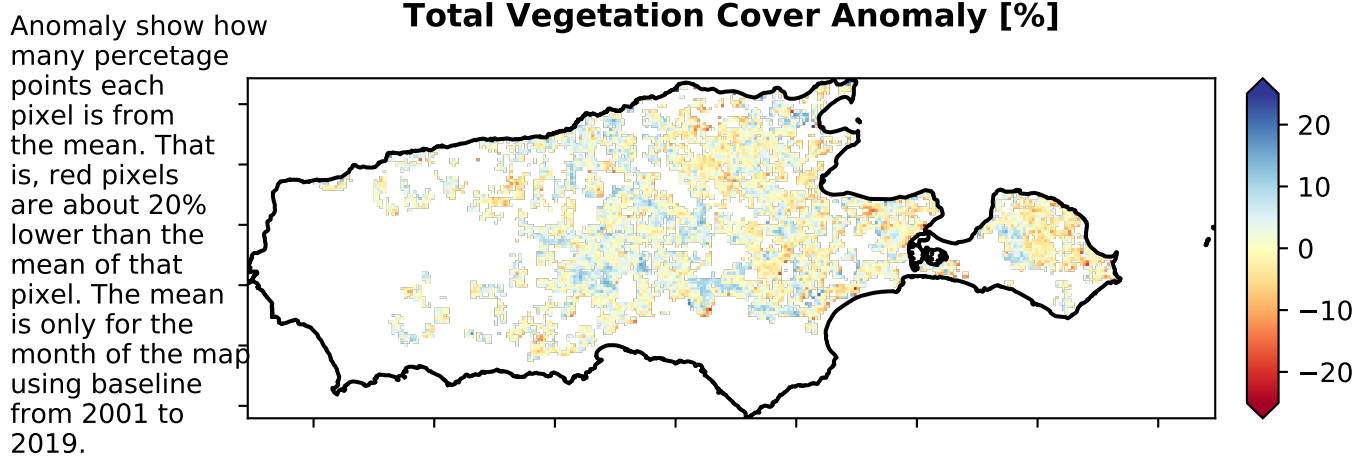 Total Vegetation Cover Anomaly [%]
Anomaly show how
many percetage
points each
pixel is from
the mean. That
is, red pixels
are about 20%
lower than the
mean of that
pixel. The mean
is only for the
month of the map
using baseline
from 2001 to
2019.
20
10
0
−10
−20